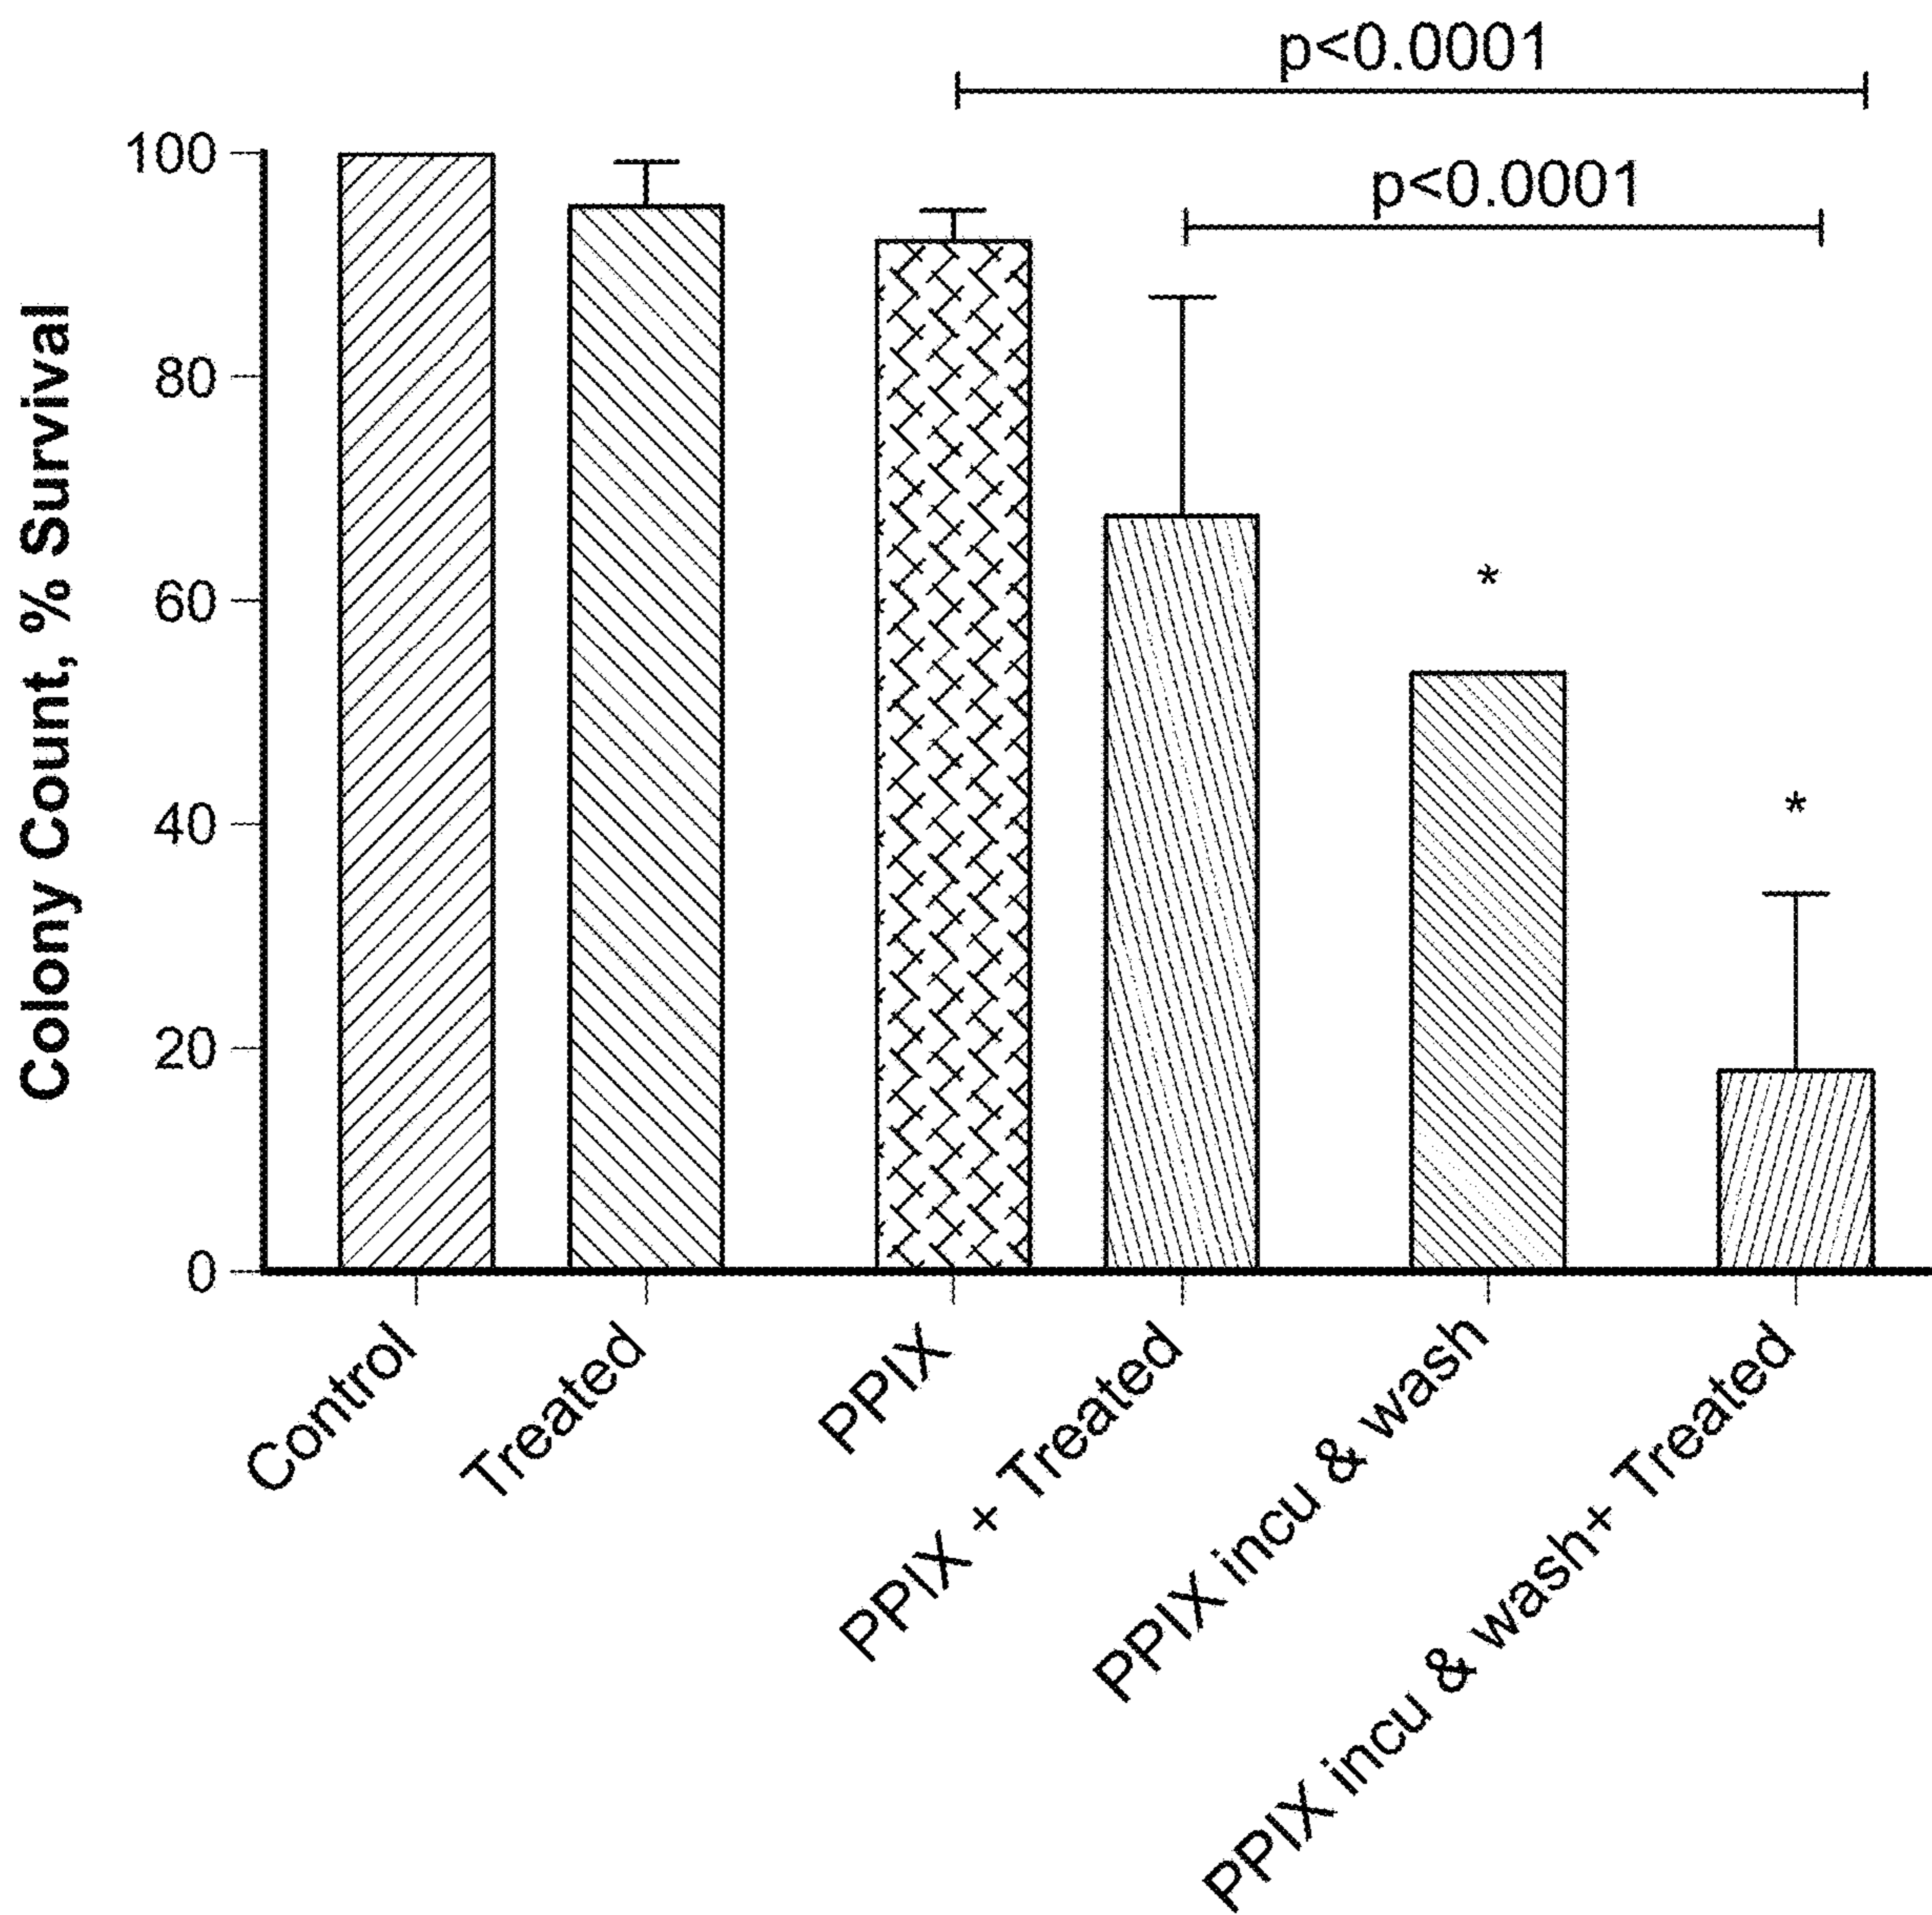 p<0.0001
p<0.0001
Colony Count, % Survival
100
80
60
40
20
0
*
*
Control
Treated
PPIX
PPIX + Treated
PPIX incu & wash
PPIX incu & wash+ Treated